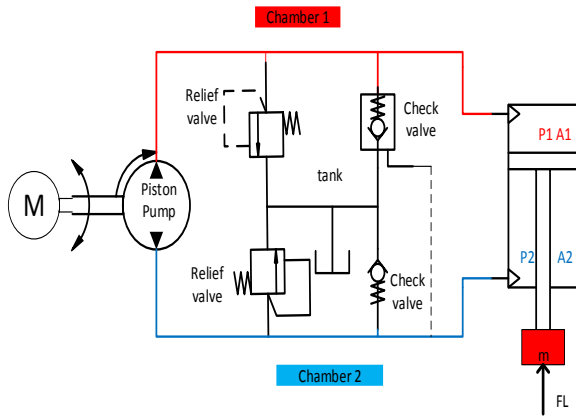 Chamber 1
Relief
valve
Check
valve
P1 A1
tank
M
Piston
Pump
P2
A2
Relief
valve
Check
valve
m
Chamber 2
FL